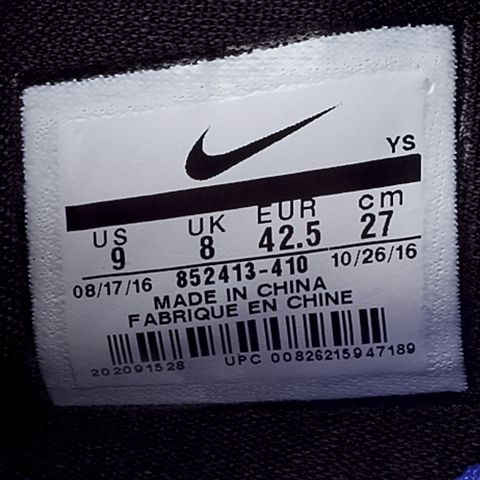 YS
US UK EUR cm
9 8 42.5 27
08/17/16 852413-410 10/26/16
MADE IN CHINA
FABRIQUE EN CHINE
202091528 UPC 00826215947189